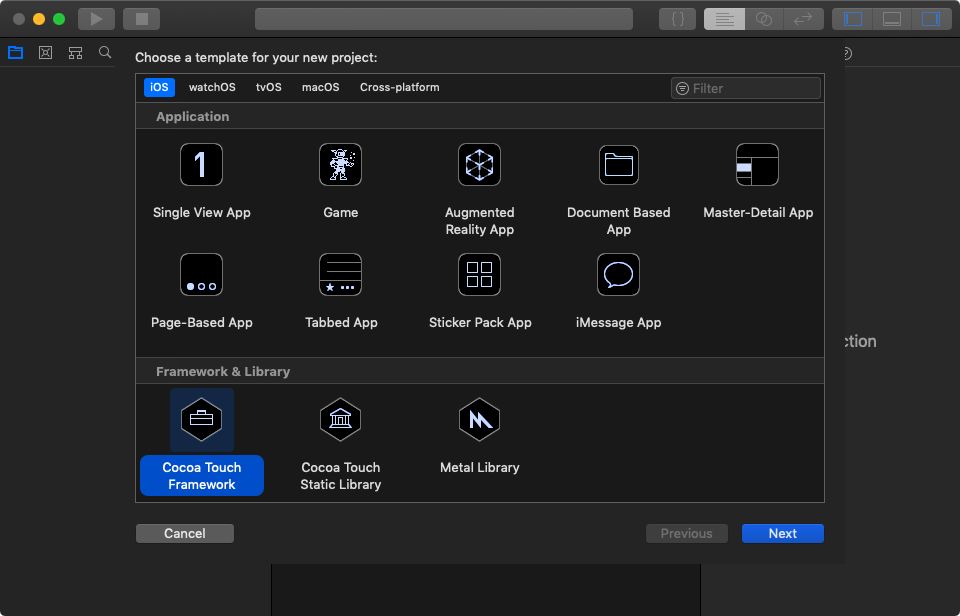 Choose a template for your new project:
iOS watchOS tvOS macOS Cross-platform Filter
Application
1
Single View App
Game
Augmented
Reality App
Document Based
App
Master-Detail App
Page-Based App
Tabbed App
Sticker Pack App
iMessage App
ction
Framework & Library
Cocoa Touch
Framework
Cocoa Touch
Static Library
Metal Library
Cancel
Previous
Next